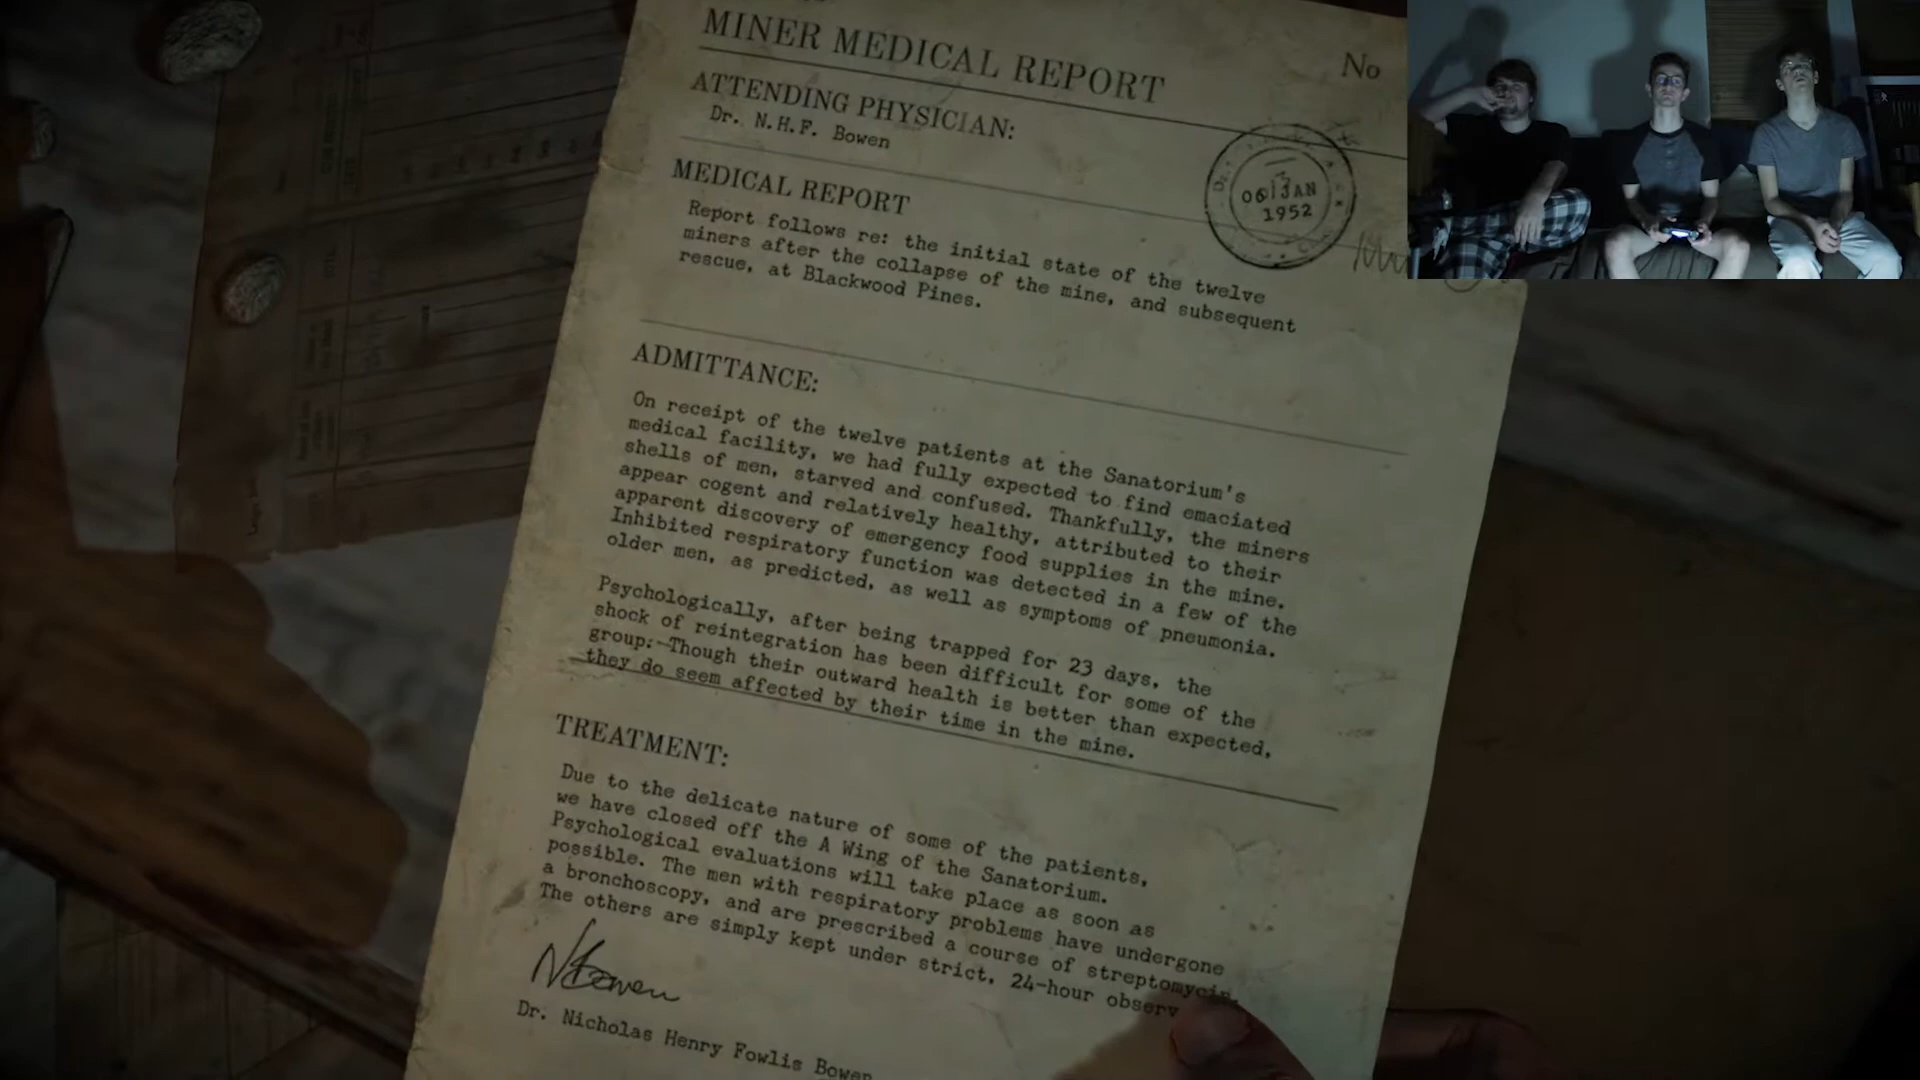 MINER MEDICAL REPORT
No
ATTENDING PHYSICIAN:
Dr. N.H.F. Bowen
JAN
1952
MEDICAL REPORT
Report follows re: the initial state of the twelve
miners after the collapse of the mine, and subsequent
rescue, at Blackwood Pines.
ADMITTANCE:
On receipt of the twelve patients at the Sanatorium's
medical facility, we had fully expected to find emaciated
shells of men, starved and confused. Thankfully, the miners
appear cogent and relatively healthy, attributed to their
apparent discovery of emergency food supplies in the mine.
Inhibited respiratory function was detected in a few of the
older men, as predicted, as well as symptoms of pneumonia.
Psychologically, after being trapped for 23 days, the
shock of reintegration has been difficult for some of the
group: Though their outward health is better than expected,
they do seem affected by their time in the mine.
TREATMENT:
Due to the delicate nature of some of the patients,
we have closed off the A Wing of the Sanatorium.
Psychological evaluations will take place as soon as
possible. The men with respiratory problems have undergone
a bronchoscopy, and are prescribed a course of streptomycin.
The others are simply kept under strict, 24-hour observ
NBowen
Dr. Nicholas Henry Fowlis Bowen